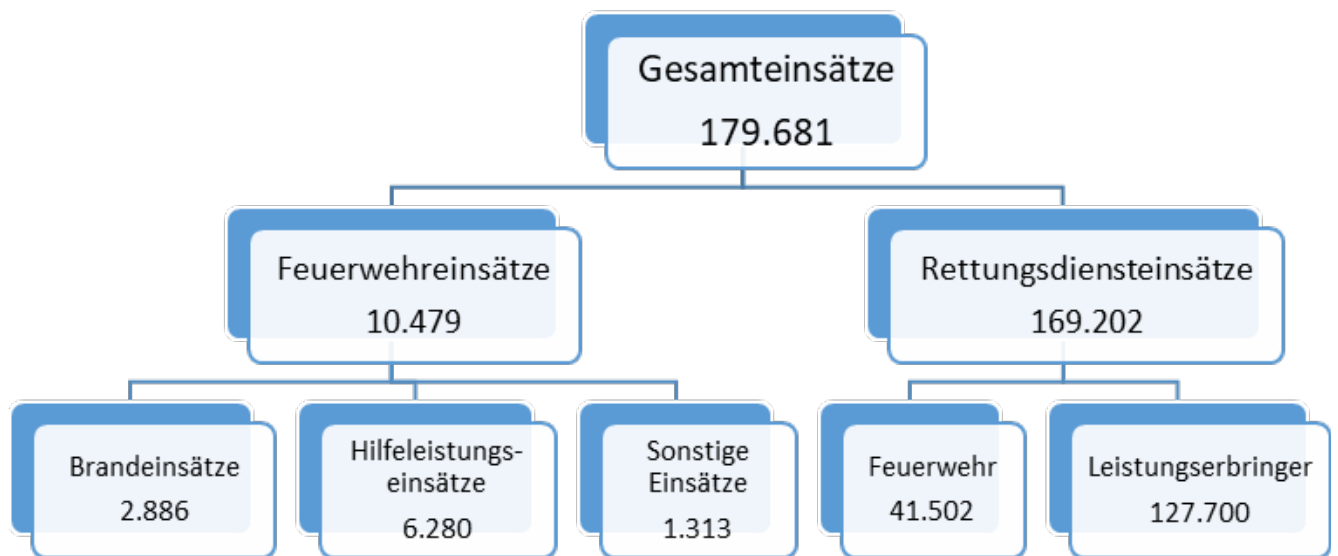 Gesamteinsätze
179.681
Feuerwehreinsätze
10.479
Rettungsdiensteinsätze
169.202
Brandeinsätze
2.886
Hilfeleistungs-
einsätze
6.280
Sonstige
Einsätze
1.313
Feuerwehr
41.502
Leistungserbringer
127.700